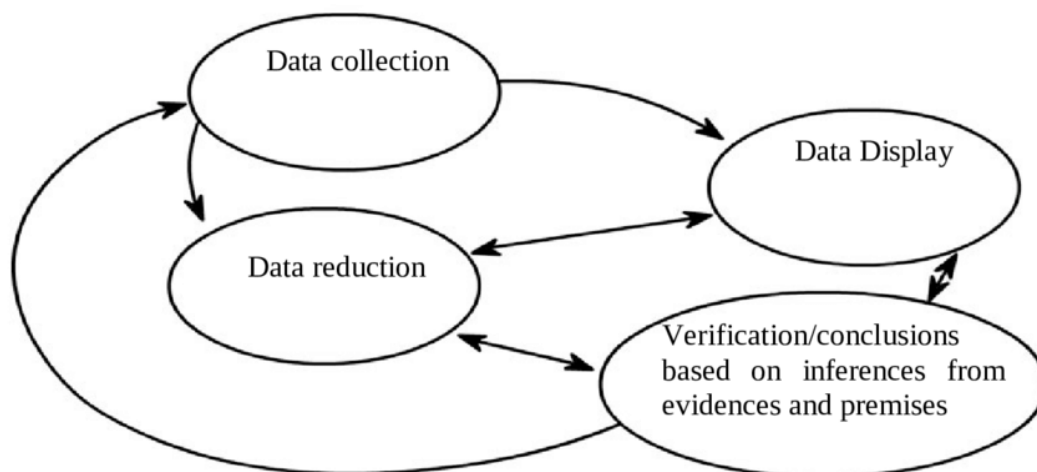 Data collection
Data Display
Data reduction
Verification/conclusions
based on inferences from
evidences and premises